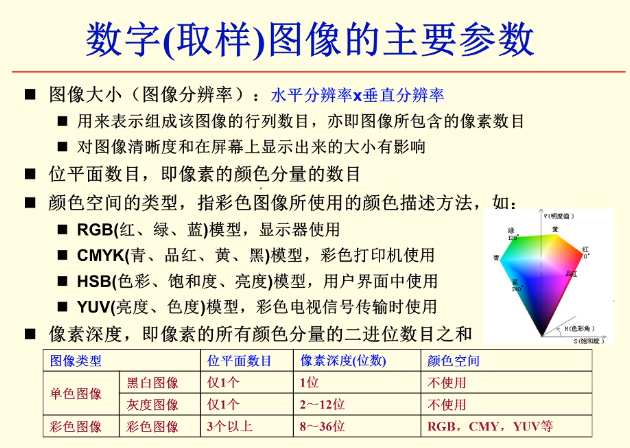 数字(取样)图像的主要参数
图像大小（图像分辨率）：水平分辨率x垂直分辨率
用来表示组成该图像的行列数目，亦即图像所包含的像素数目
对图像清晰度和在屏幕上显示出来的大小有影响
位平面数目，即像素的颜色分量的数目
颜色空间的类型，指彩色图像所使用的颜色描述方法，如:
RGB(红、绿、蓝)模型，显示器使用
CMYK(青、品红、黄、黑)模型，彩色打印机使用
HSB(色彩、饱和度、亮度)模型，用户界面中使用
YUV(亮度、色度)模型，彩色电视信号传输时使用
V(明度值)
绿
120°
黄
红
0°
青
品红
蓝
240°
H(色彩角)
S(饱和度)
像素深度，即像素的所有颜色分量的二进位数目之和
图像类型 位平面数目 像素深度(位数) 颜色空间
单色图像 黑白图像 仅1个 1位 不使用
灰度图像 仅1个 2～12位 不使用
彩色图像 彩色图像 3个以上 8～36位 RGB，CMY，YUV等